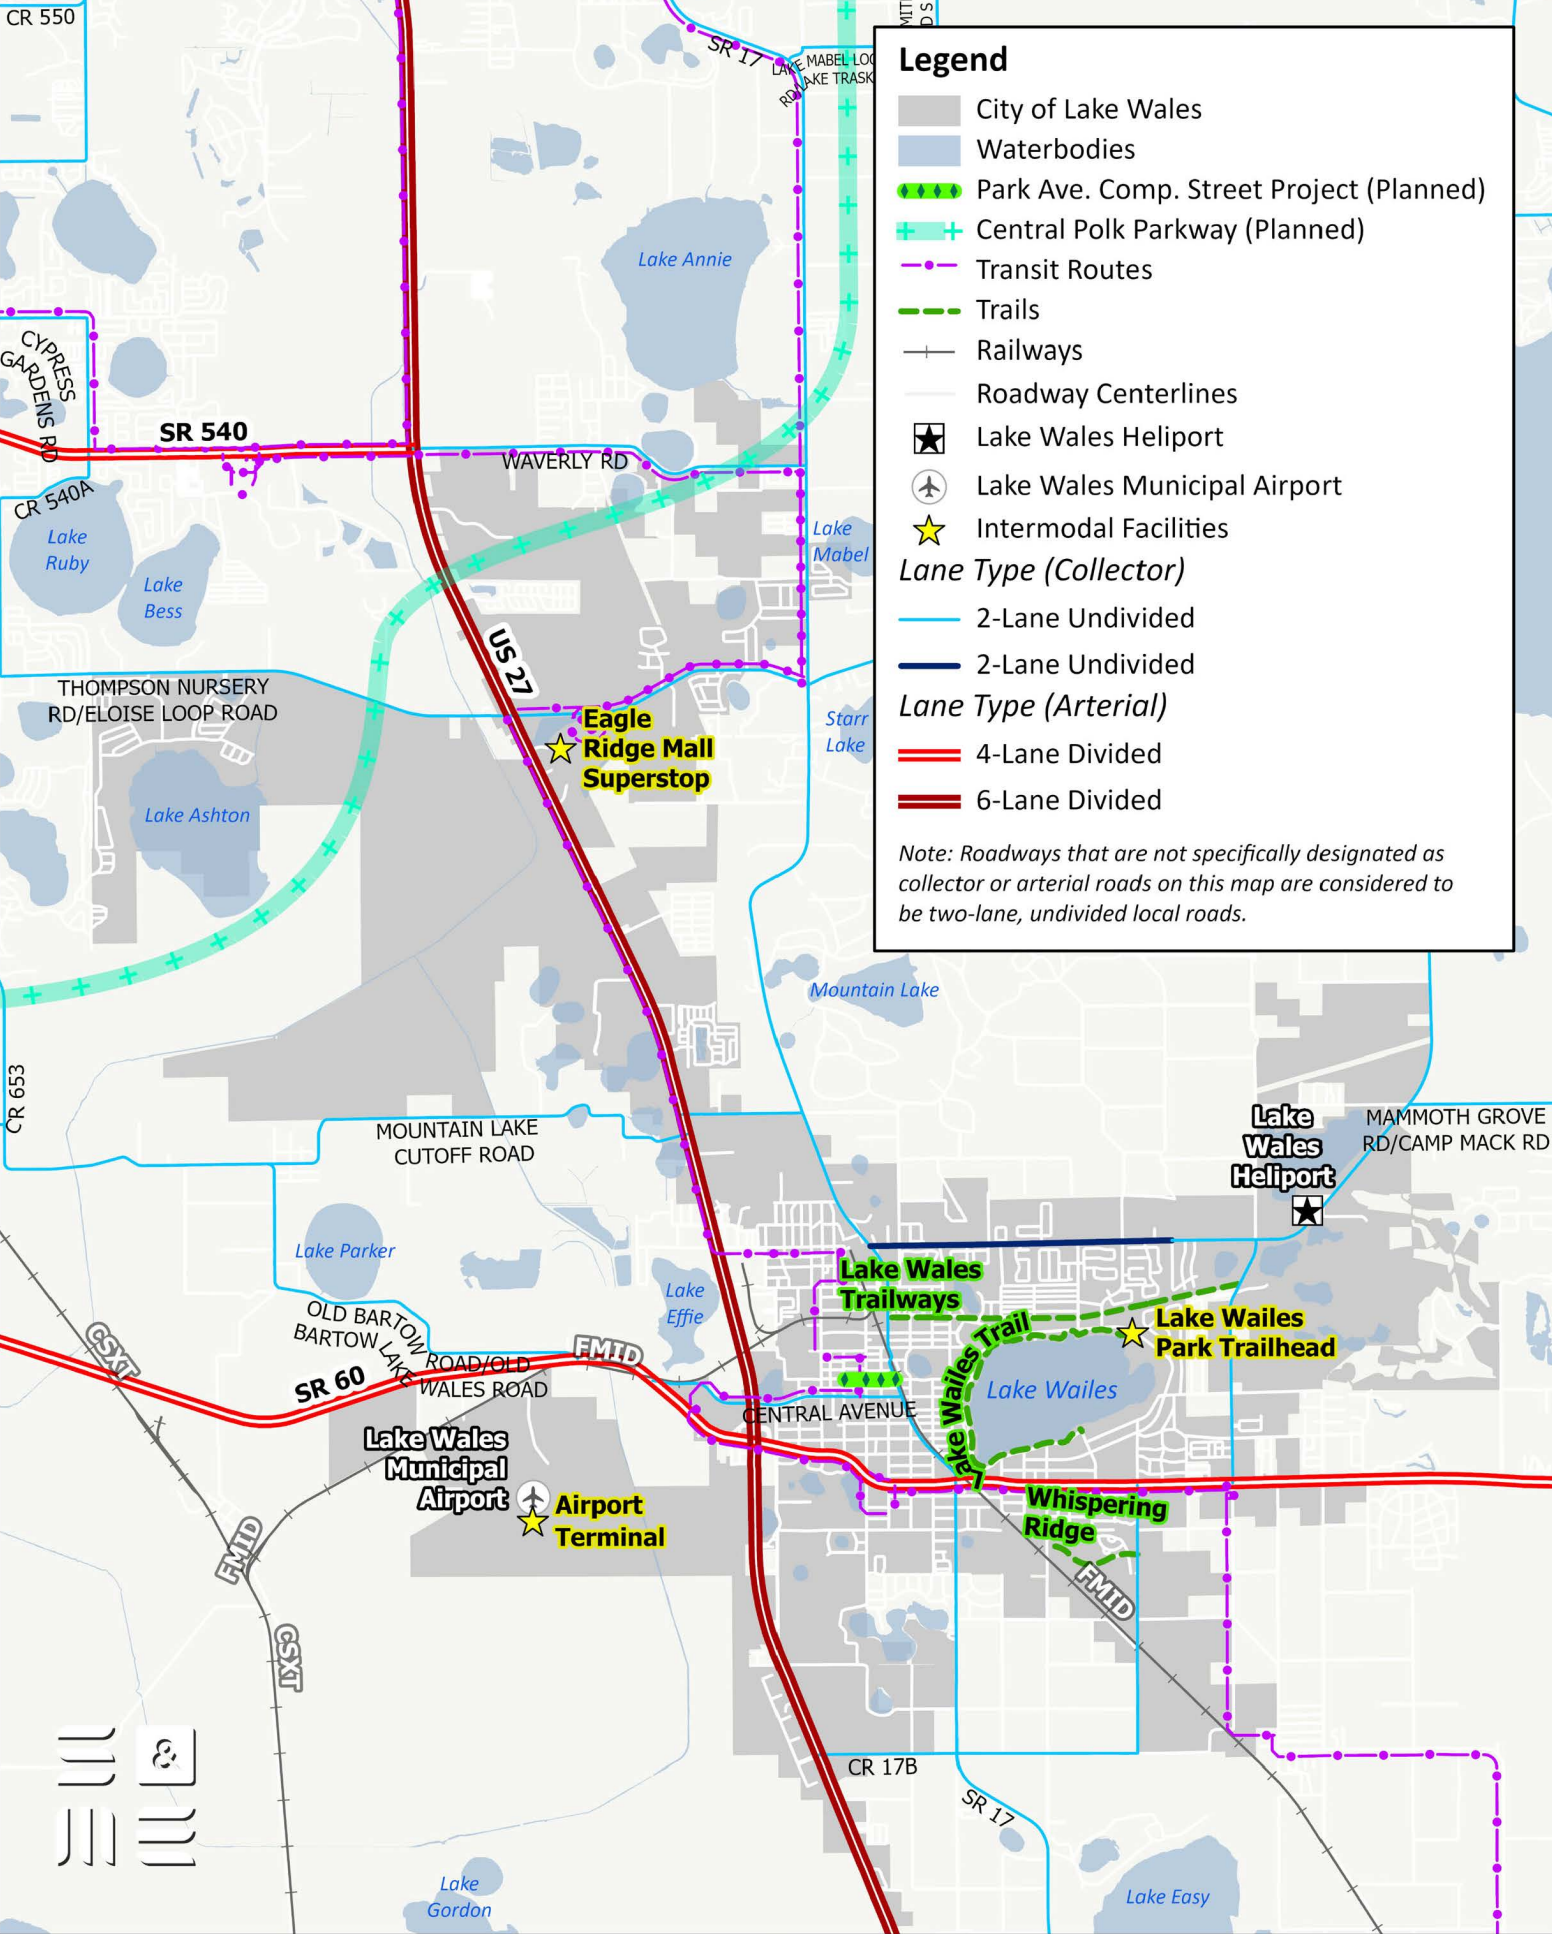 CR 550
SR 17
LAKE MABEL LOO
RD/LAKE TRASK
MIT
D S
Legend
City of Lake Wales
Waterbodies
Park Ave. Comp. Street Project (Planned)
Central Polk Parkway (Planned)
Transit Routes
Trails
Railways
Roadway Centerlines
Lake Wales Heliport
Lake Wales Municipal Airport
Intermodal Facilities
Lane Type (Collector)
2-Lane Undivided
2-Lane Undivided
Lane Type (Arterial)
4-Lane Divided
6-Lane Divided
Note: Roadways that are not specifically designated as
collector or arterial roads on this map are considered to
be two-lane, undivided local roads.
Lake Annie
CYPRESS
GARDENS RD
SR 540
WAVERLY RD
CR 540A
Lake
Ruby
Lake
Bess
Lake
Mabel
US 27
THOMPSON NURSERY
RD/ELOISE LOOP ROAD
Eagle
Ridge Mall
Superstop
Starr
Lake
Lake Ashton
Mountain Lake
CR 653
MOUNTAIN LAKE
CUTOFF ROAD
Lake
Wales
Heliport
MAMMOTH GROVE
RD/CAMP MACK RD
Lake Parker
Lake
Effie
Lake Wales
Trailways
OLD BARTOW
BARTOW LAKE
ROAD/OLD
WALES ROAD
CSXT
FMID
SR 60
Lake Wailes Trail
Lake Wailes
Park Trailhead
Lake Wailes
Lake Wailes
CENTRAL AVENUE
Lake Wales
Municipal
Airport
Airport
Terminal
Whispering
Ridge
FMID
FMID
CSXT
&
CR 17B
SR 17
Lake
Gordon
Lake Easy